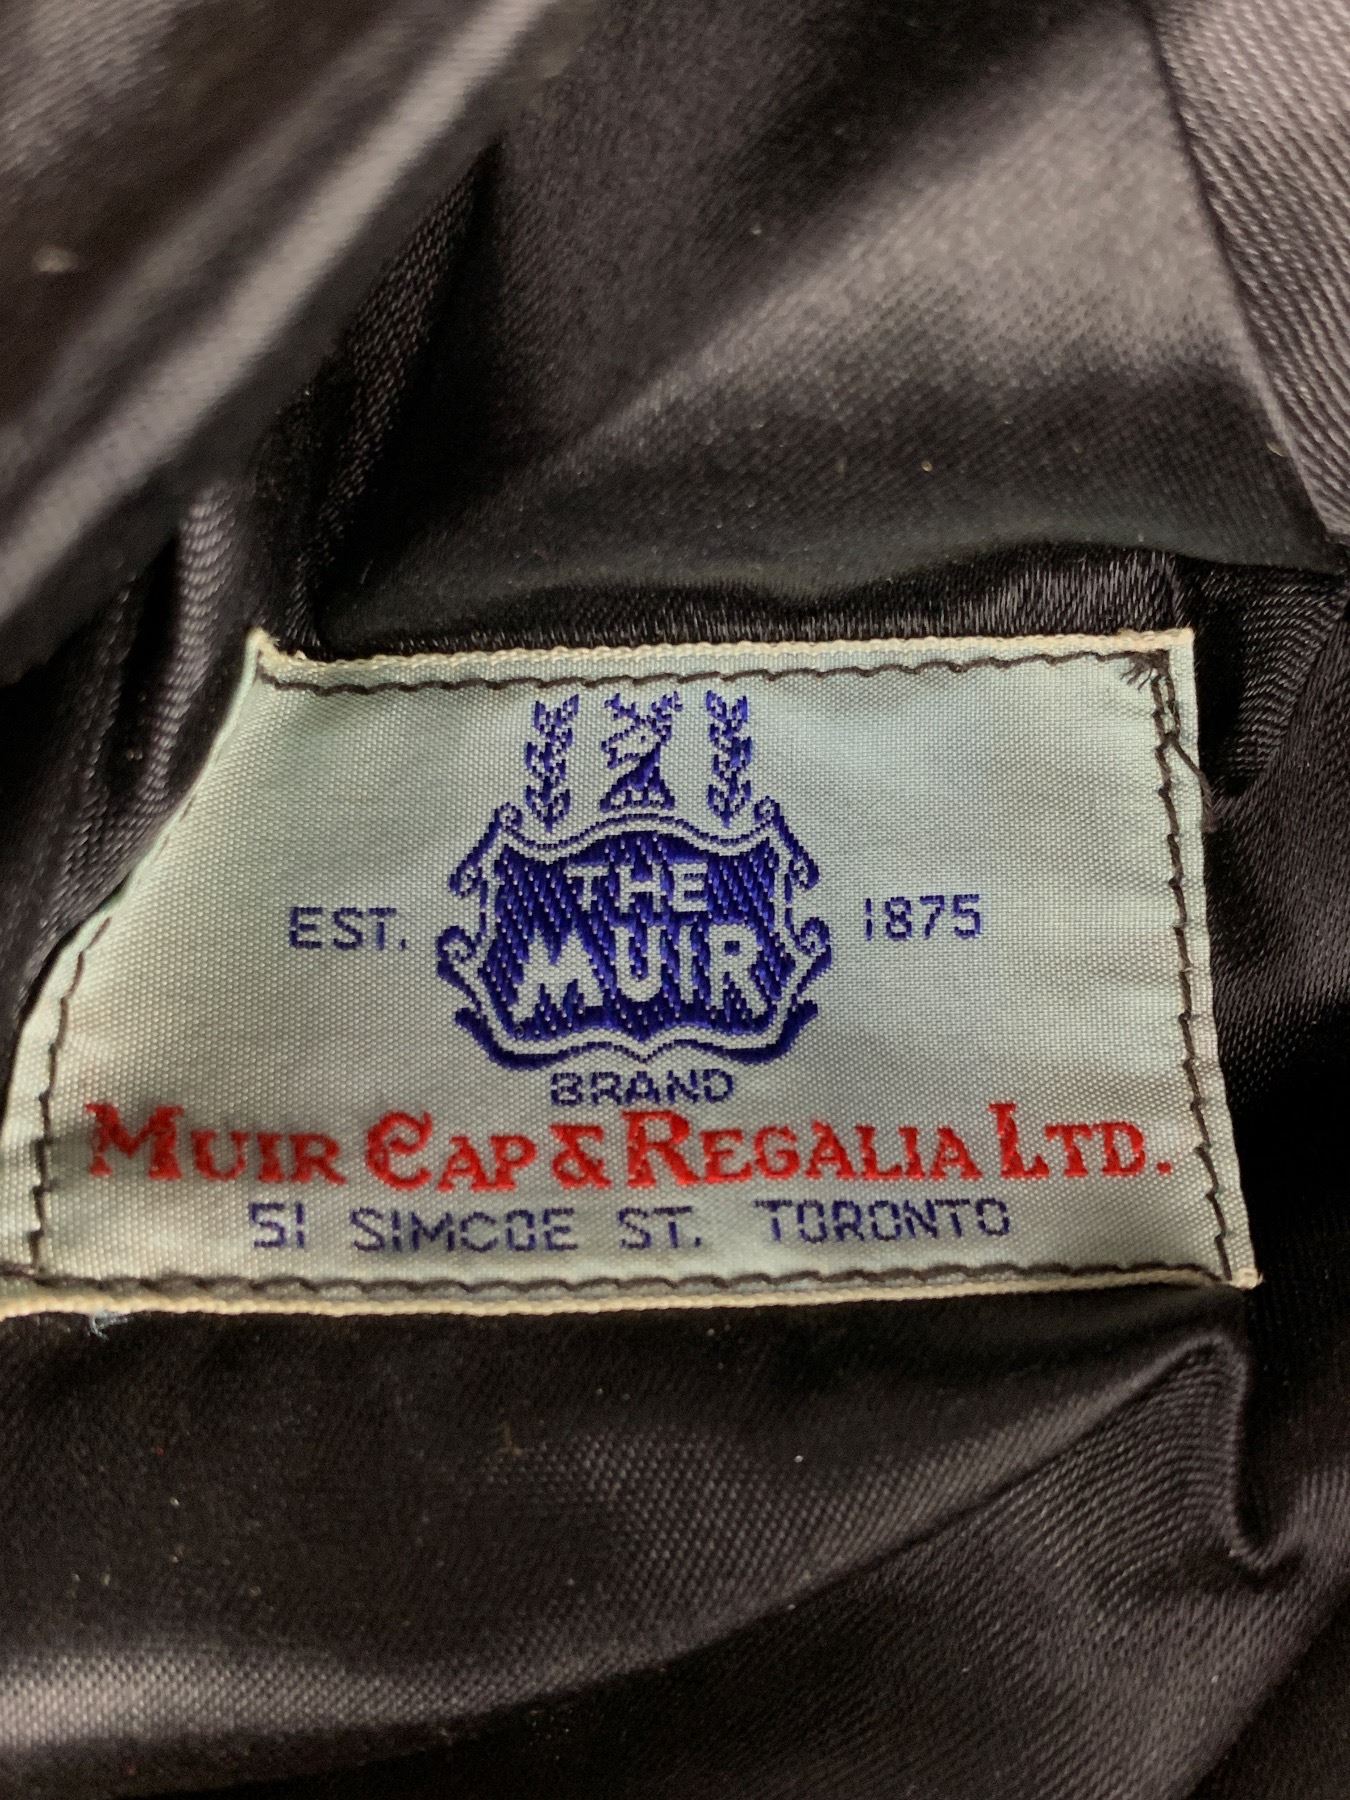 THE
MUIR
EST. 1875
BRAND
MUIR CAP & REGALIA LTD.
51 SIMCOE ST. TORONTO